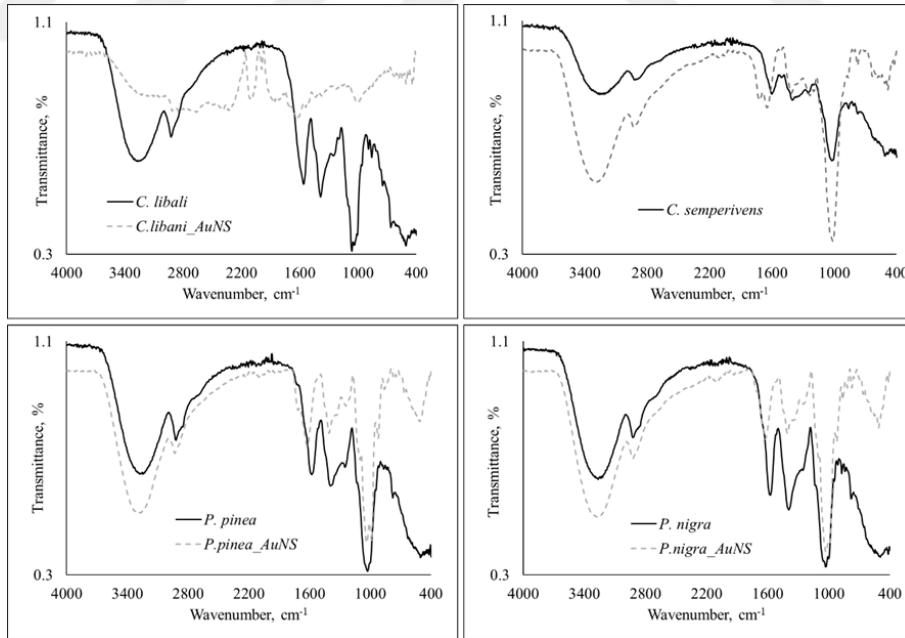 1.1
Transmittance, %
0.3
4000 3400 2800 2200 1600 1000 400
Wavenumber, cm-1
C. libali
C.libani_AuNS
1.1
Transmittance, %
0.3
4000 3400 2800 2200 1600 1000 400
Wavenumber, cm-1
C. semperivens
1.1
Transmittance, %
0.3
4000 3400 2800 2200 1600 1000 400
Wavenumber, cm-1
P. pinea
P.pinea_AuNS
1.1
Transmittance, %
0.3
4000 3400 2800 2200 1600 1000 400
Wavenumber, cm-1
P. nigra
P.nigra_AuNS